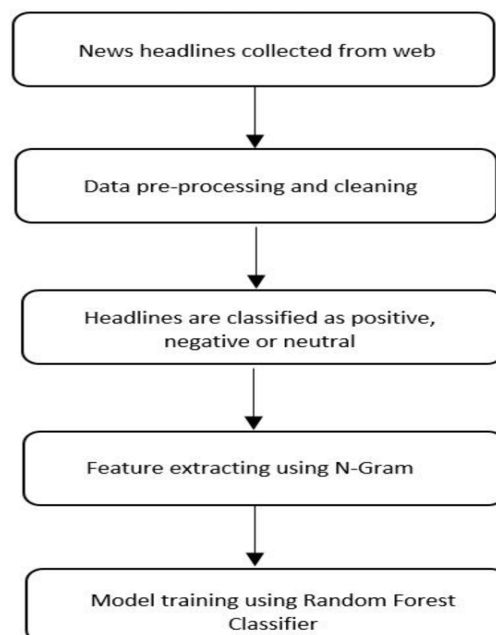 News headlines collected from web
Data pre-processing and cleaning
Headlines are classified as positive,
negative or neutral
Feature extracting using N-Gram
Model training using Random Forest
Classifier